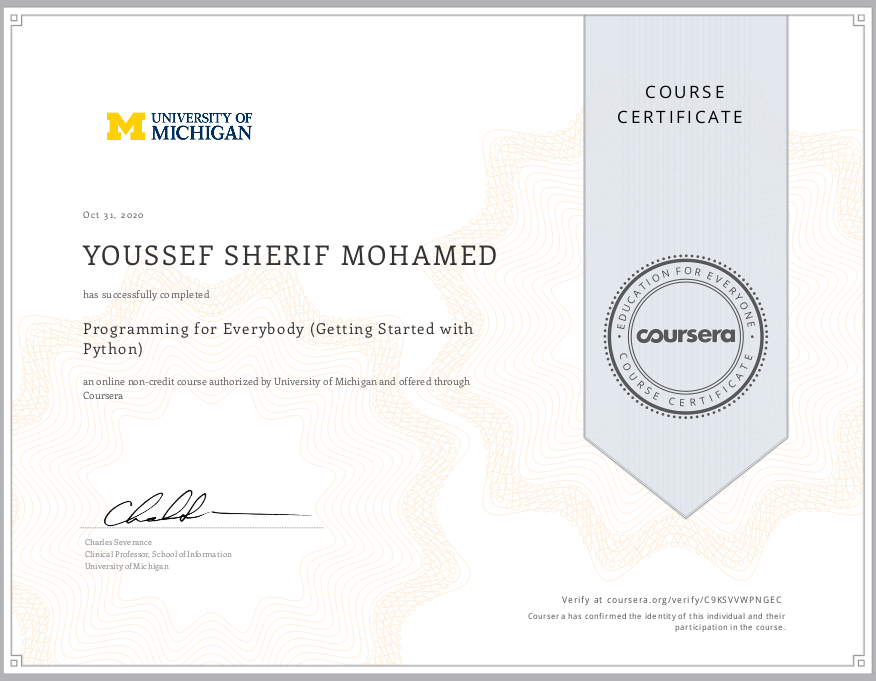 UNIVERSITY OF
MICHIGAN
COURSE
CERTIFICATE
Oct 31, 2020
YOUSSEF SHERIF MOHAMED
has successfully completed
Programming for Everybody (Getting Started with
Python)
an online non-credit course authorized by University of Michigan and offered through
Coursera
EDUCATION FOR EVERYONE
coursera
COURSE CERTIFICATE
Charles Severance
Clinical Professor, School of Information
University of Michigan
Verify at coursera.org/verify/C9KSVVWPNGEC
Coursera has confirmed the identity of this individual and their
participation in the course.